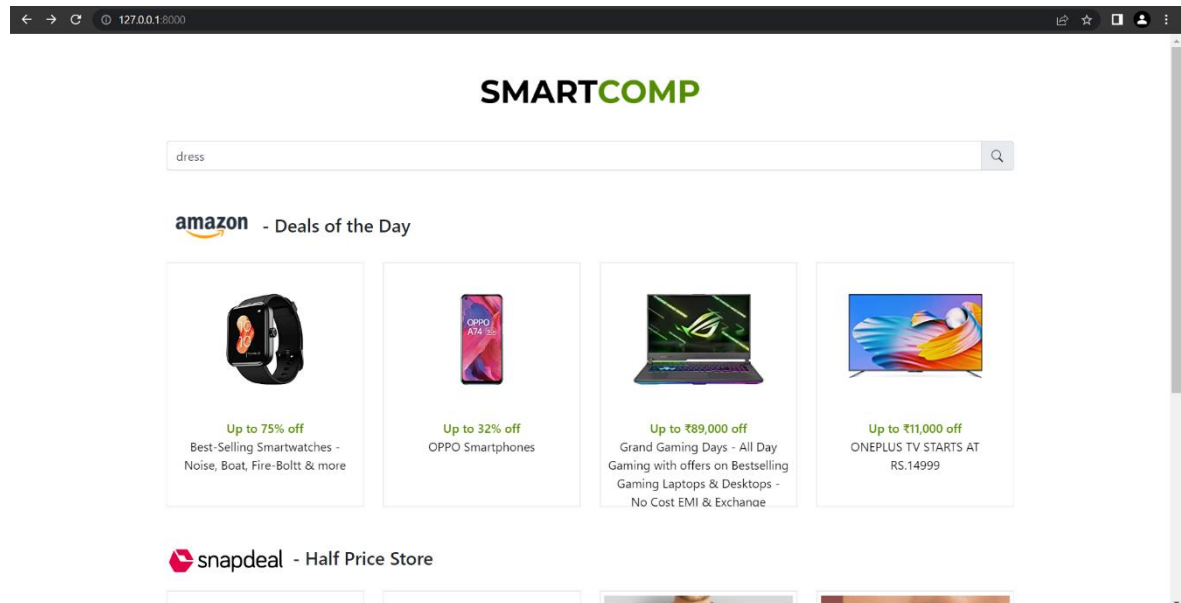 127.0.0.1:8000
SMARTCOMP
dress
amazon - Deals of the Day
OPPO
A74 5G
Up to 75% off
Best-Selling Smartwatches -
Noise, Boat, Fire-Boltt & more
Up to 32% off
OPPO Smartphones
Up to ₹89,000 off
Grand Gaming Days - All Day
Gaming with offers on Bestselling
Gaming Laptops & Desktops -
No Cost EMI & Exchange
Up to ₹11,000 off
ONEPLUS TV STARTS AT
RS.14999
snapdeal - Half Price Store